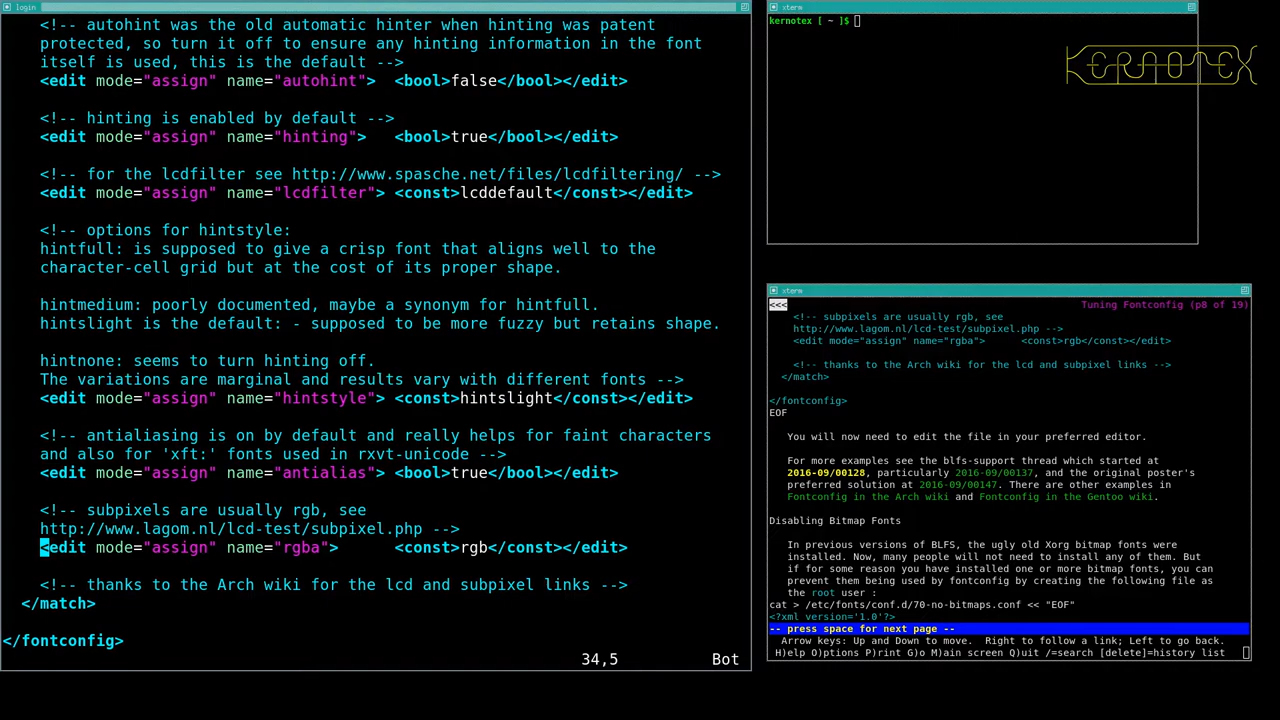 login
<!-- autohint was the old automatic hinter when hinting was patent
protected, so turn it off to ensure any hinting information in the font
itself is used, this is the default -->
<edit mode="assign" name="autohint">  <bool>false</bool></edit>
<!-- hinting is enabled by default -->
<edit mode="assign" name="hinting">   <bool>true</bool></edit>
<!-- for the lcdfilter see http://www.spasche.net/files/lcdfiltering/ -->
<edit mode="assign" name="lcdfilter"> <const>lcddefault</const></edit>
<!-- options for hintstyle:
hintfull: is supposed to give a crisp font that aligns well to the
character-cell grid but at the cost of its proper shape.
hintmedium: poorly documented, maybe a synonym for hintfull.
hintslight is the default: - supposed to be more fuzzy but retains shape.
hintnone: seems to turn hinting off.
The variations are marginal and results vary with different fonts -->
<edit mode="assign" name="hintstyle"> <const>hintslight</const></edit>
<!-- antialiasing is on by default and really helps for faint characters
and also for 'xft:' fonts used in rxvt-unicode -->
<edit mode="assign" name="antialias"> <bool>true</bool></edit>
<!-- subpixels are usually rgb, see
http://www.lagom.nl/lcd-test/subpixel.php -->
<edit mode="assign" name="rgba">      <const>rgb</const></edit>
<!-- thanks to the Arch wiki for the lcd and subpixel links -->
</match>
</fontconfig>
34,5 Bot
xterm
kernotex [ ~ ]$
KERNOTEX
xterm
<<< Tuning Fontconfig (p8 of 19)
<!-- subpixels are usually rgb, see
http://www.lagom.nl/lcd-test/subpixel.php -->
<edit mode="assign" name="rgba">      <const>rgb</const></edit>
<!-- thanks to the Arch wiki for the lcd and subpixel links -->
</match>
</fontconfig>
EOF
You will now need to edit the file in your preferred editor.
For more examples see the blfs-support thread which started at
2016-09/00128, particularly 2016-09/00137, and the original poster's
preferred solution at 2016-09/00147. There are other examples in
Fontconfig in the Arch wiki and Fontconfig in the Gentoo wiki.
Disabling Bitmap Fonts
In previous versions of BLFS, the ugly old Xorg bitmap fonts were
installed. Now, many people will not need to install any of them. But
if for some reason you have installed one or more bitmap fonts, you can
prevent them being used by fontconfig by creating the following file as
the root user :
cat > /etc/fonts/conf.d/70-no-bitmaps.conf << "EOF"
<?xml version='1.0'?>
-- press space for next page --
Arrow keys: Up and Down to move.  Right to follow a link; Left to go back.
H)elp O)ptions P)rint G)o M)ain screen Q)uit /=search [delete]=history list